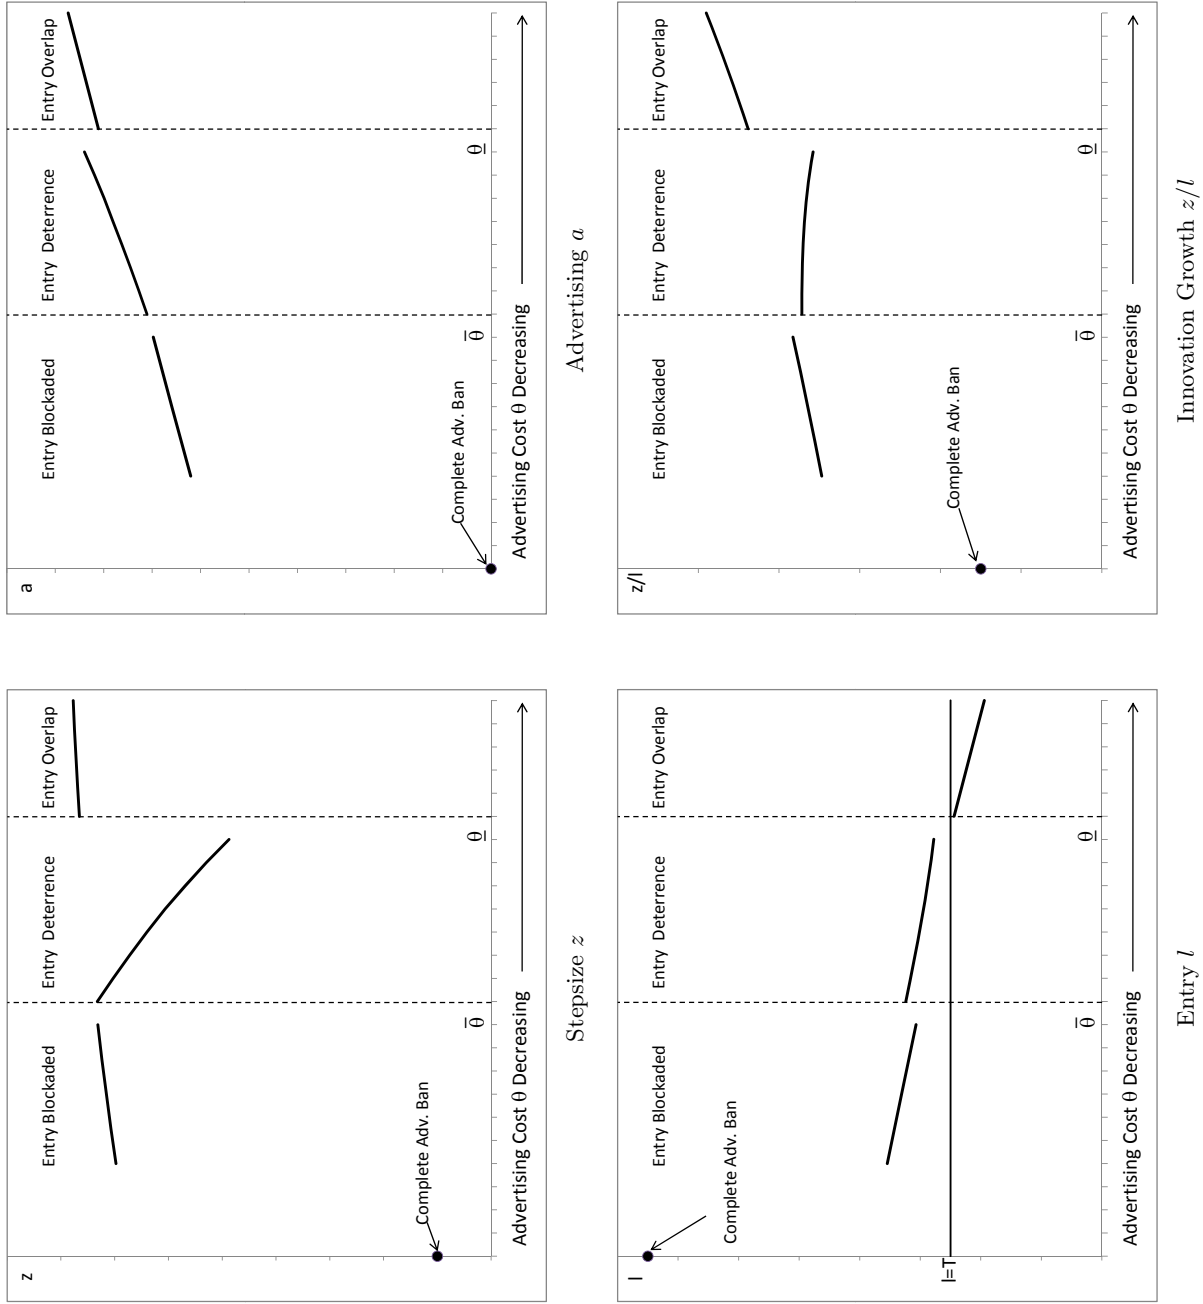 z
Entry Blockaded
Entry Deterrence
Entry Overlap
Complete Adv. Ban
θ̅
θ̲
Advertising Cost θ Decreasing
Stepsize z
a
Entry Blockaded
Entry Deterrence
Entry Overlap
Complete Adv. Ban
θ̅
θ̲
Advertising Cost θ Decreasing
Advertising a
l
Entry Blockaded
Entry Deterrence
Entry Overlap
Complete Adv. Ban
l=T
θ̅
θ̲
Advertising Cost θ Decreasing
Entry l
z/l
Entry Blockaded
Entry Deterrence
Entry Overlap
Complete Adv. Ban
θ̅
θ̲
Advertising Cost θ Decreasing
Innovation Growth z/l